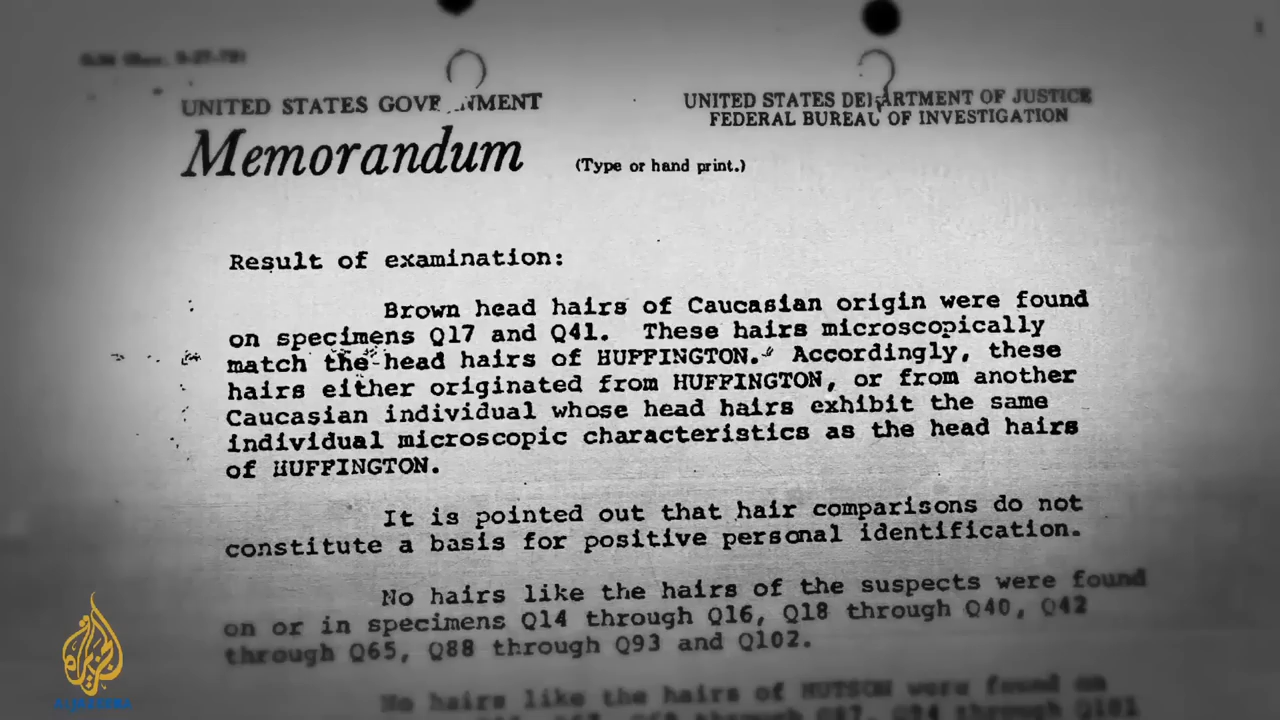 UNITED STATES GOVERNMENT
UNITED STATES DEPARTMENT OF JUSTICE
FEDERAL BUREAU OF INVESTIGATION
Memorandum
(Type or hand print.)
Result of examination:
Brown head hairs of Caucasian origin were found
on specimens Q17 and Q41. These hairs microscopically
match the head hairs of HUFFINGTON. Accordingly, these
hairs either originated from HUFFINGTON, or from another
Caucasian individual whose head hairs exhibit the same
individual microscopic characteristics as the head hairs
of HUFFINGTON.
It is pointed out that hair comparisons do not
constitute a basis for positive personal identification.
No hairs like the hairs of the suspects were found
on or in specimens Q14 through Q16, Q18 through Q40, Q42
through Q65, Q88 through Q93 and Q102.
No hairs like the hairs of HUTSON were found on